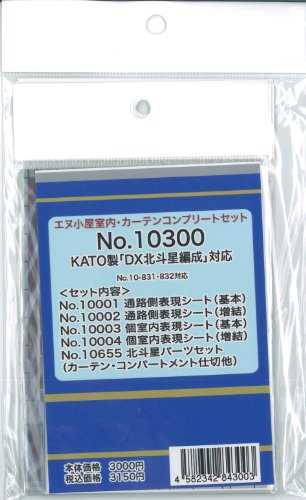 エヌ小屋室内・カーテンコンプリートセット
No.10300
KATO製「DX北斗星編成」対応
No.10-831・832対応
<セット内容>
No.10001 通路側表現シート(基本)
No.10002 通路側表現シート(増結)
No.10003 個室内表現シート(基本)
No.10004 個室内表現シート(増結)
No.10655 北斗星パーツセット
(カーテン・コンパートメント仕切他)
本体価格 3000円
税込価格 3150円
4 582342 843003